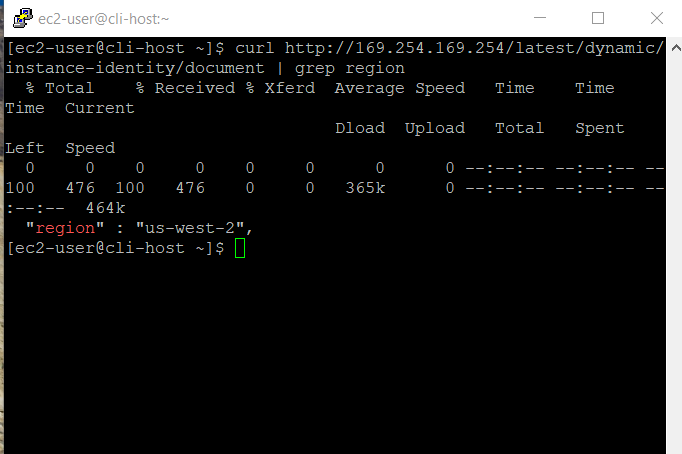 ec2-user@cli-host:~
[ec2-user@cli-host ~]$ curl http://169.254.169.254/latest/dynamic/
instance-identity/document | grep region
  % Total    % Received % Xferd  Average Speed   Time    Time
Time  Current
                                 Dload  Upload   Total   Spent
Left  Speed
  0     0    0     0    0     0      0      0 --:--:-- --:--:-- --
100   476  100   476    0     0   365k      0 --:--:-- --:--:-- --
:--:--  464k
  "region" : "us-west-2",
[ec2-user@cli-host ~]$